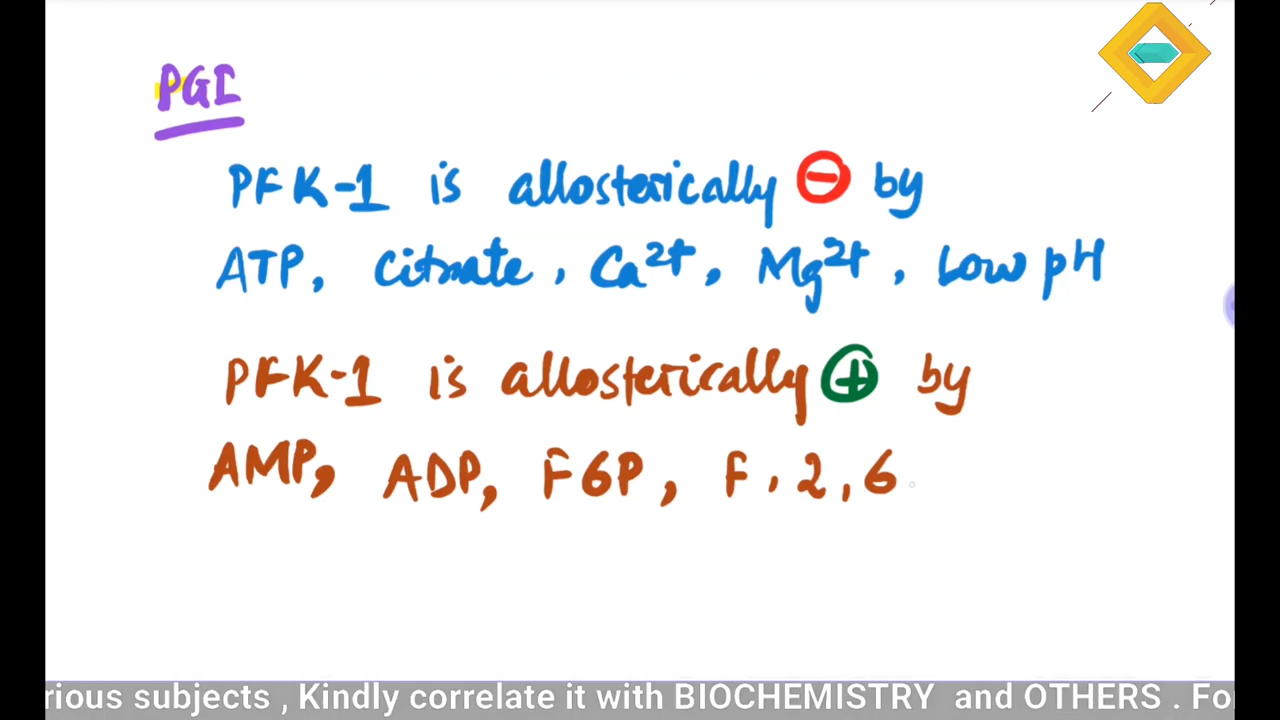 PGI
PFK-1 is allosterically ⊖ by
ATP, Citrate, Ca²⁺, Mg²⁺, Low pH
PFK-1 is allosterically ⊕ by
AMP, ADP, F6P, F, 2, 6
rious subjects , Kindly correlate it with BIOCHEMISTRY and OTHERS . Fo